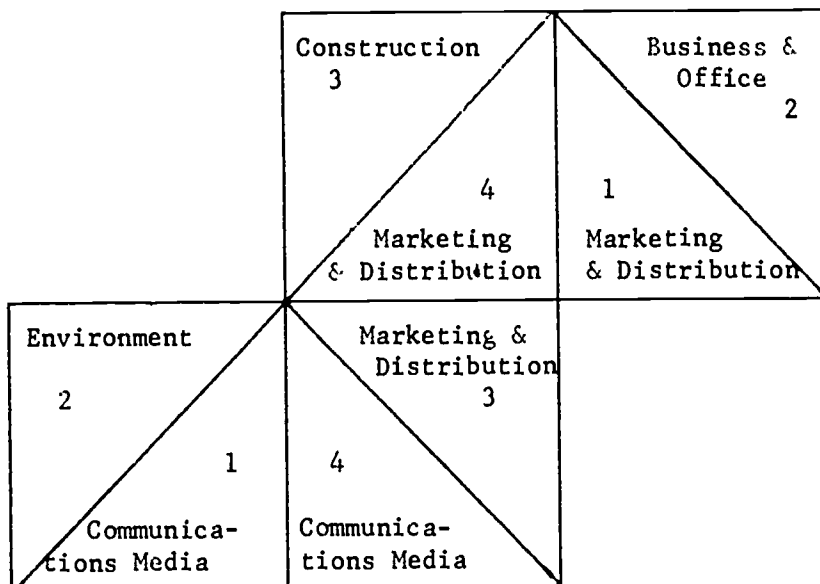 Construction
3
Business &
Office
2
4
Marketing
& Distribution
1
Marketing
& Distribution
Environment
2
Marketing &
Distribution
3
1
Communica-
tions Media
4
Communica-
tions Media